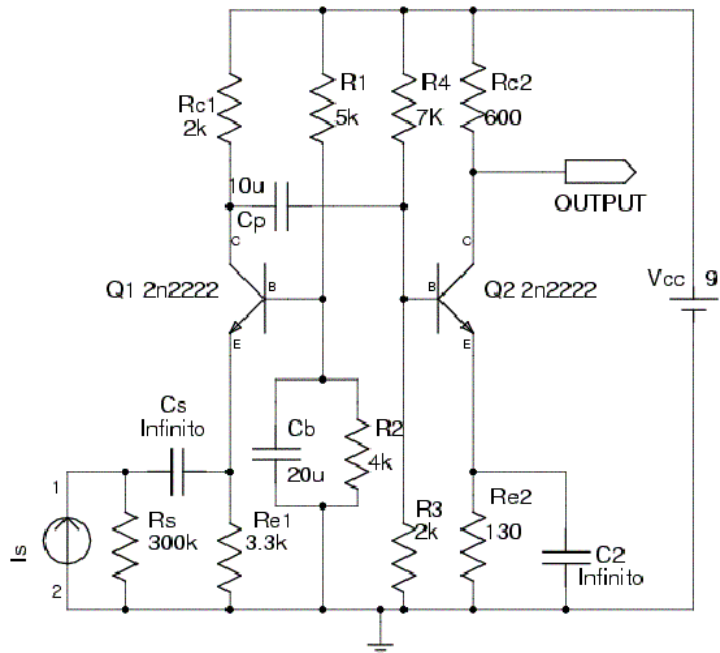 Rc1
2k
R1
5k
R4
7K
Rc2
600
10u
Cp
OUTPUT
C
C
Q1 2n2222
B
B
Q2 2n2222
Vcc 9
E
E
Cs
Infinito
Cb
20u
R2
4k
1
Rs
300k
Re1
3.3k
R3
2k
Re2
130
Is
C2
Infinito
2